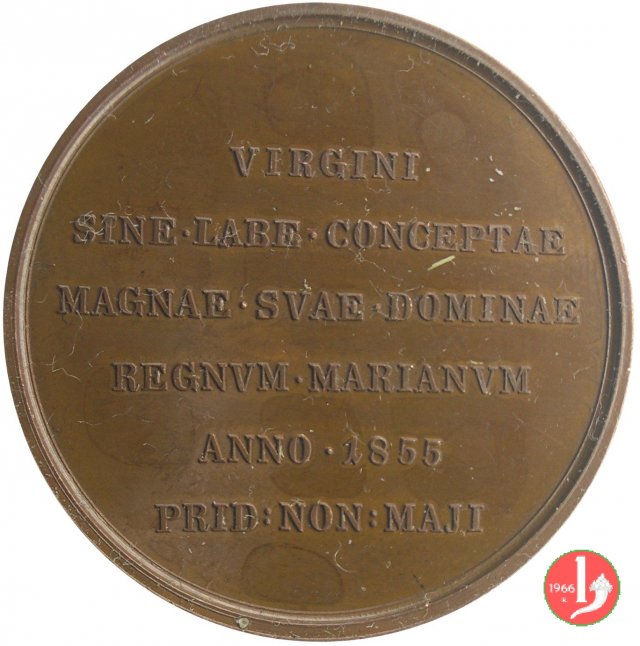 VIRGINI
SINE·LABE·CONCEPTAE
MAGNAE·SVAE·DOMINAE
REGNVM·MARIANVM
ANNO·1855
PRID:NON:MAJI
1966